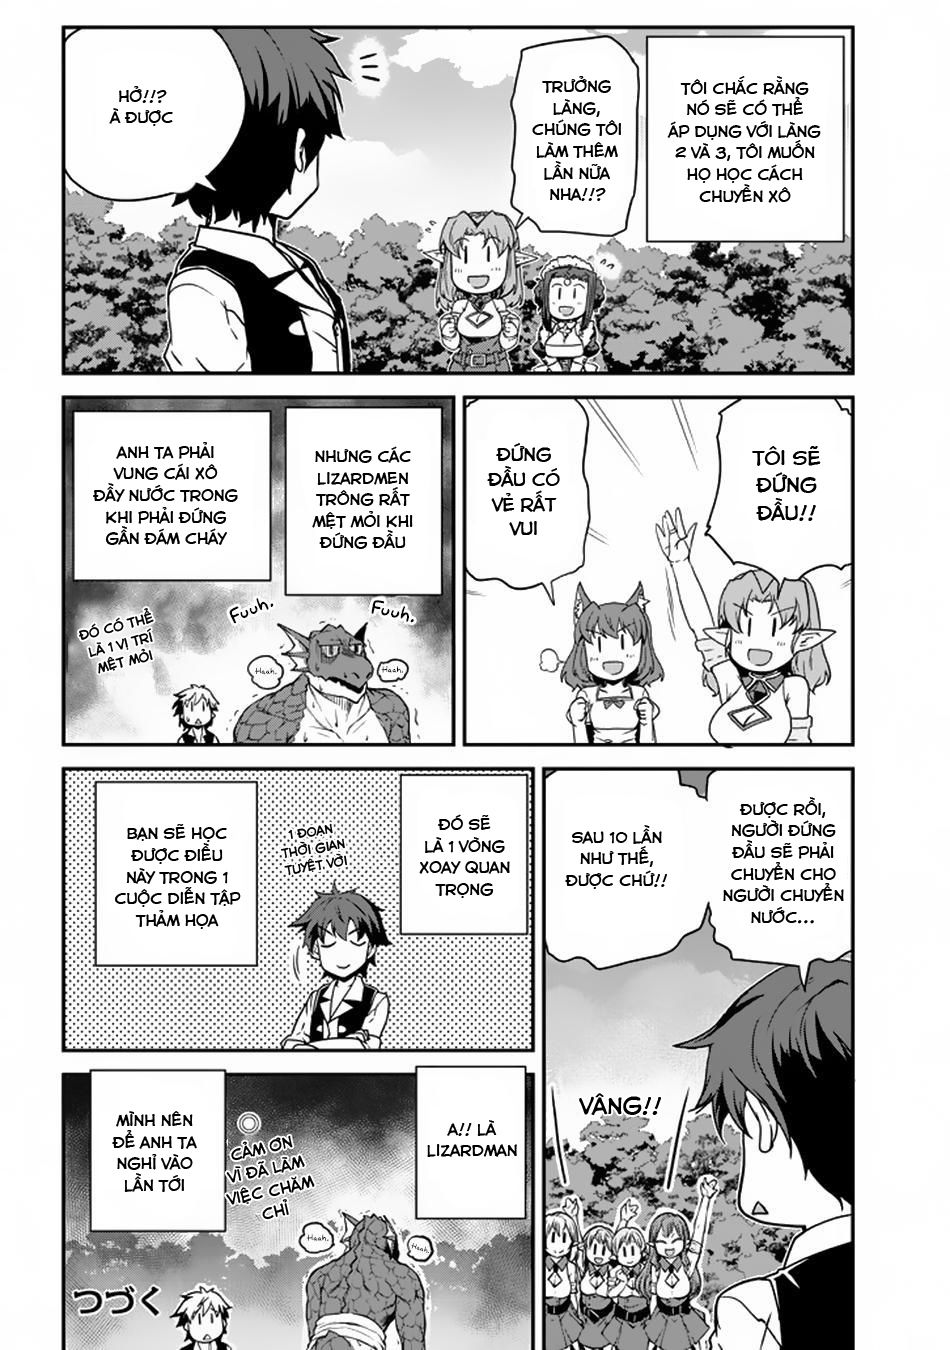 TÔI CHẮC RẰNG
NÓ SẼ CÓ THỂ
ÁP DỤNG VỚI LÀNG
2 VÀ 3, TÔI MUỐN
HỌ HỌC CÁCH
CHUYỀN XÔ
TRƯỞNG
LÀNG,
CHÚNG TÔI
LÀM THÊM
LẦN NỮA
NHA!!?
HỞ!!?
À ĐƯỢC
TÔI SẼ
ĐỨNG
ĐẦU!!
ĐỨNG
ĐẦU CÓ
VẺ RẤT
VUI
NHƯNG CÁC
LIZARDMEN
TRÔNG RẤT
MỆT MỎI KHI
ĐỨNG ĐẦU
ANH TA PHẢI
VUNG CÁI XÔ
ĐẦY NƯỚC TRONG
KHI PHẢI ĐỨNG
GẦN ĐÁM CHÁY
Fuuh.
Fuuh.
Haah.
Haah.
ĐÓ CÓ THỂ
LÀ 1 VỊ TRÍ
MỆT MỎI
ĐƯỢC RỒI,
NGƯỜI ĐỨNG
ĐẦU SẼ PHẢI
CHUYỂN CHO
NGƯỜI CHUYỂN
NƯỚC...
SAU 10 LẦN
NHƯ THẾ,
ĐƯỢC CHỨ!!
VÂNG!!
ĐÓ SẼ
LÀ 1 VÒNG
XOAY QUAN
TRỌNG
1 ĐOẠN
THỜI GIAN
TUYỆT VỜI
BẠN SẼ HỌC
ĐƯỢC ĐIỀU
NÀY TRONG 1
CUỘC DIỄN TẬP
THẢM HỌA
A!! LÀ
LIZARDMAN
CẢM ƠN
VÌ ĐÃ LÀM
VIỆC CHĂM
CHỈ
Haah.
Haah.
MÌNH NÊN
ĐỂ ANH TA
NGHỈ VÀO
LẦN TỚI
つづく